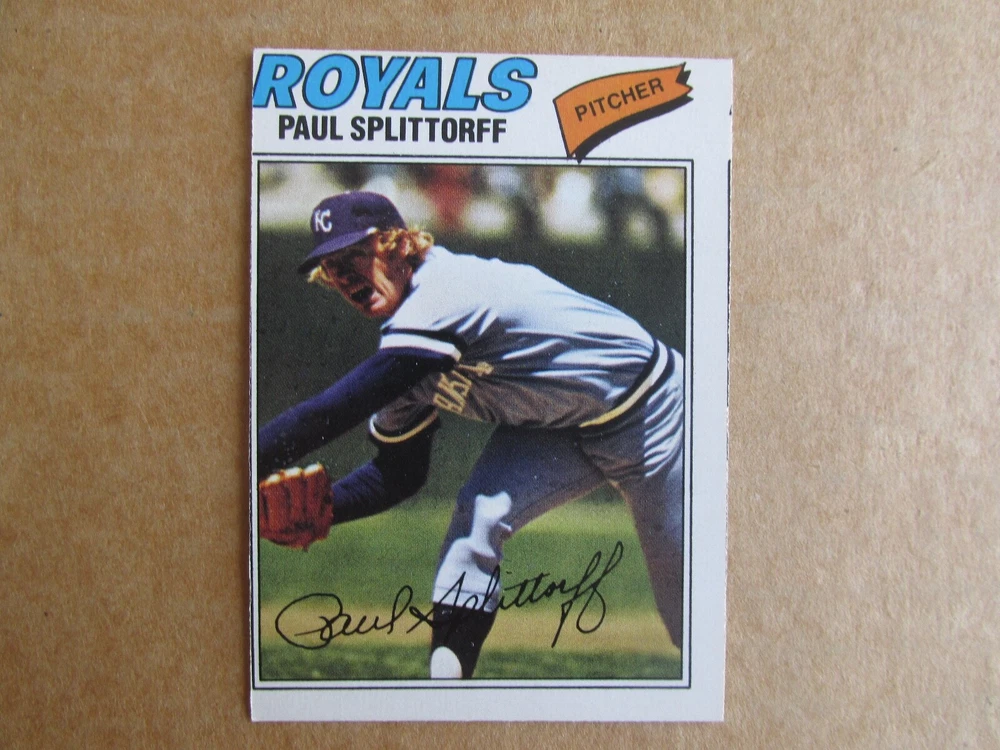 ROYALS
PITCHER
PAUL SPLITTORFF
KC
Paul Splittorff